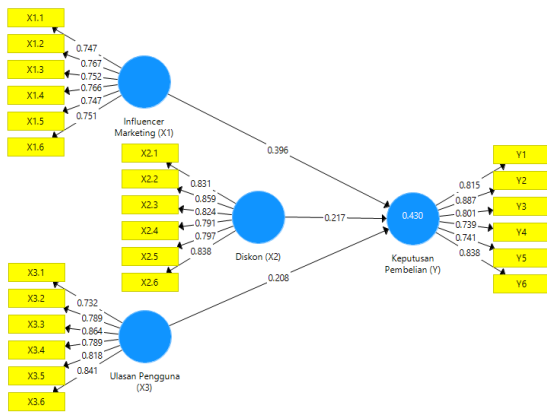 X1.1
X1.2
X1.3
X1.4
X1.5
X1.6
0.747
0.767
0.752
0.766
0.747
0.751
Influencer
Marketing (X1)
0.396
X2.1
X2.2
X2.3
X2.4
X2.5
X2.6
0.831
0.859
0.824
0.791
0.797
0.838
Diskon (X2)
0.217
X3.1
X3.2
X3.3
X3.4
X3.5
X3.6
0.732
0.789
0.864
0.789
0.818
0.841
Ulasan Pengguna
(X3)
0.208
0.430
Keputusan
Pembelian (Y)
0.815
0.887
0.801
0.739
0.741
0.838
Y1
Y2
Y3
Y4
Y5
Y6